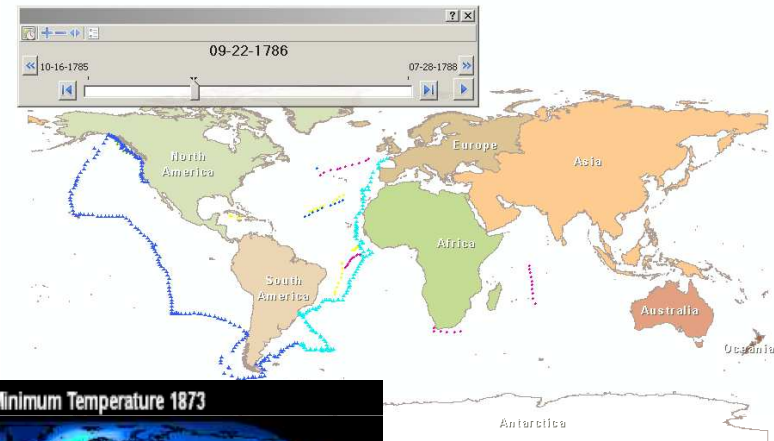 09-22-1786
10-16-1785
07-28-1788
North
America
Europe
Asia
Africa
South
America
Australia
Oceania
Minimum Temperature 1873
Antarctica